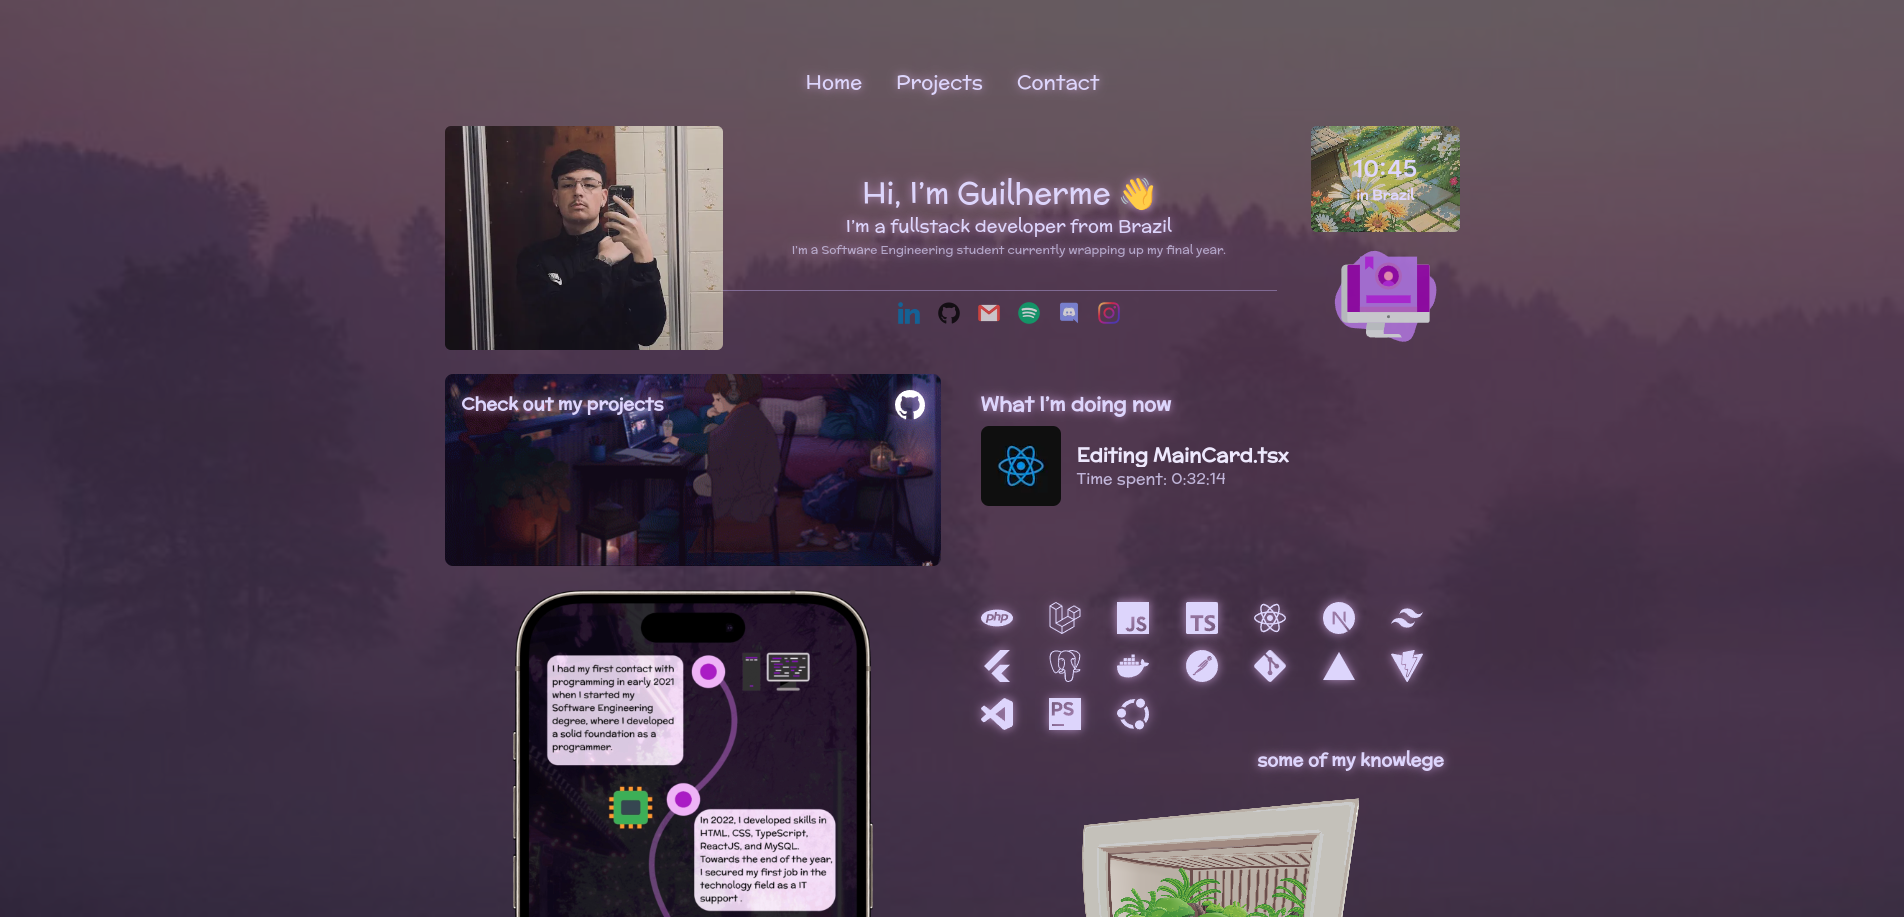 Home Projects Contact
Hi, I'm Guilherme 👋
I'm a fullstack developer from Brazil
I'm a Software Engineering student currently wrapping up my final year.
10:45
in Brazil
in
Check out my projects
What I'm doing now
Editing MainCard.tsx
Time spent: 0:32:14
I had my first contact with
programming in early 2021
when I started my
Software Engineering
degree, where I developed
a solid foundation as a
programmer.
In 2022, I developed skills in
HTML, CSS, TypeScript,
ReactJS, and MySQL.
Towards the end of the year,
I secured my first job in the
technology field as a IT
support .
php JS TS N
PS
some of my knowlege